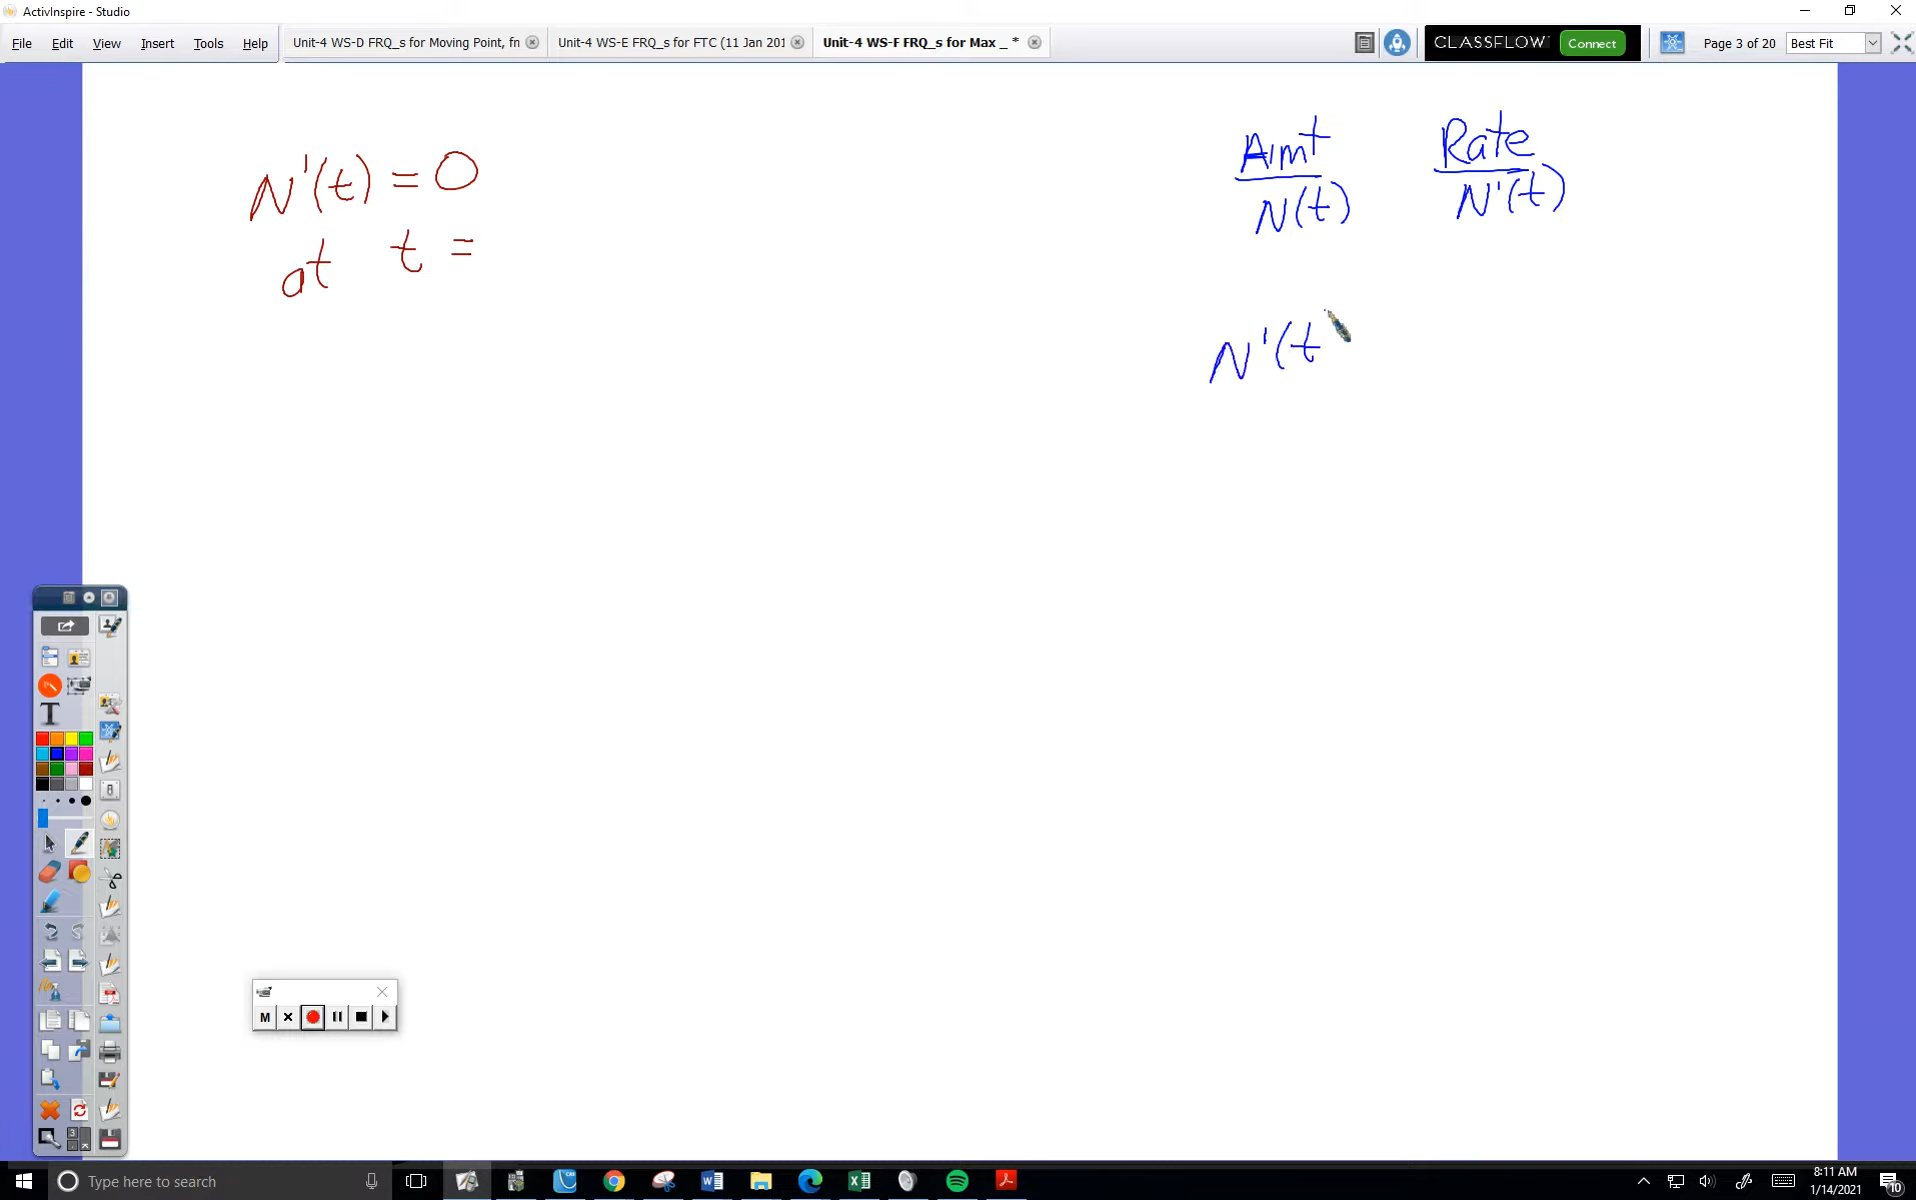 ActivInspire - Studio
File Edit View Insert Tools Help
Unit-4 WS-D FRQ_s for Moving Point, fn
Unit-4 WS-E FRQ_s for FTC (11 Jan 201
Unit-4 WS-F FRQ_s for Max _ *
CLASSFLOW Connect
Page 3 of 20 Best Fit
N'(t) = 0
at t =
Amt Rate
N(t) N'(t)
N'(t
T
M
Type here to search
8:11 AM
1/14/2021
10